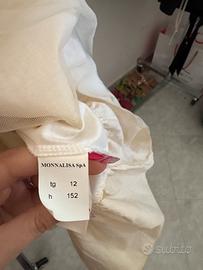 MONNALISA SpA
tg 12
h 152
subito